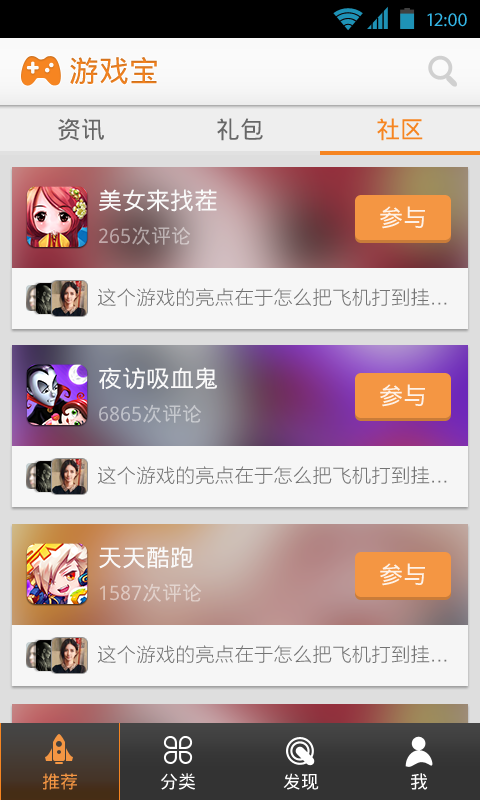 12:00
游戏宝
资讯 礼包 社区
美女来找茬
265次评论
参与
这个游戏的亮点在于怎么把飞机打到挂…
夜访吸血鬼
6865次评论
参与
这个游戏的亮点在于怎么把飞机打到挂…
天天酷跑
1587次评论
参与
这个游戏的亮点在于怎么把飞机打到挂…
推荐 分类 发现 我